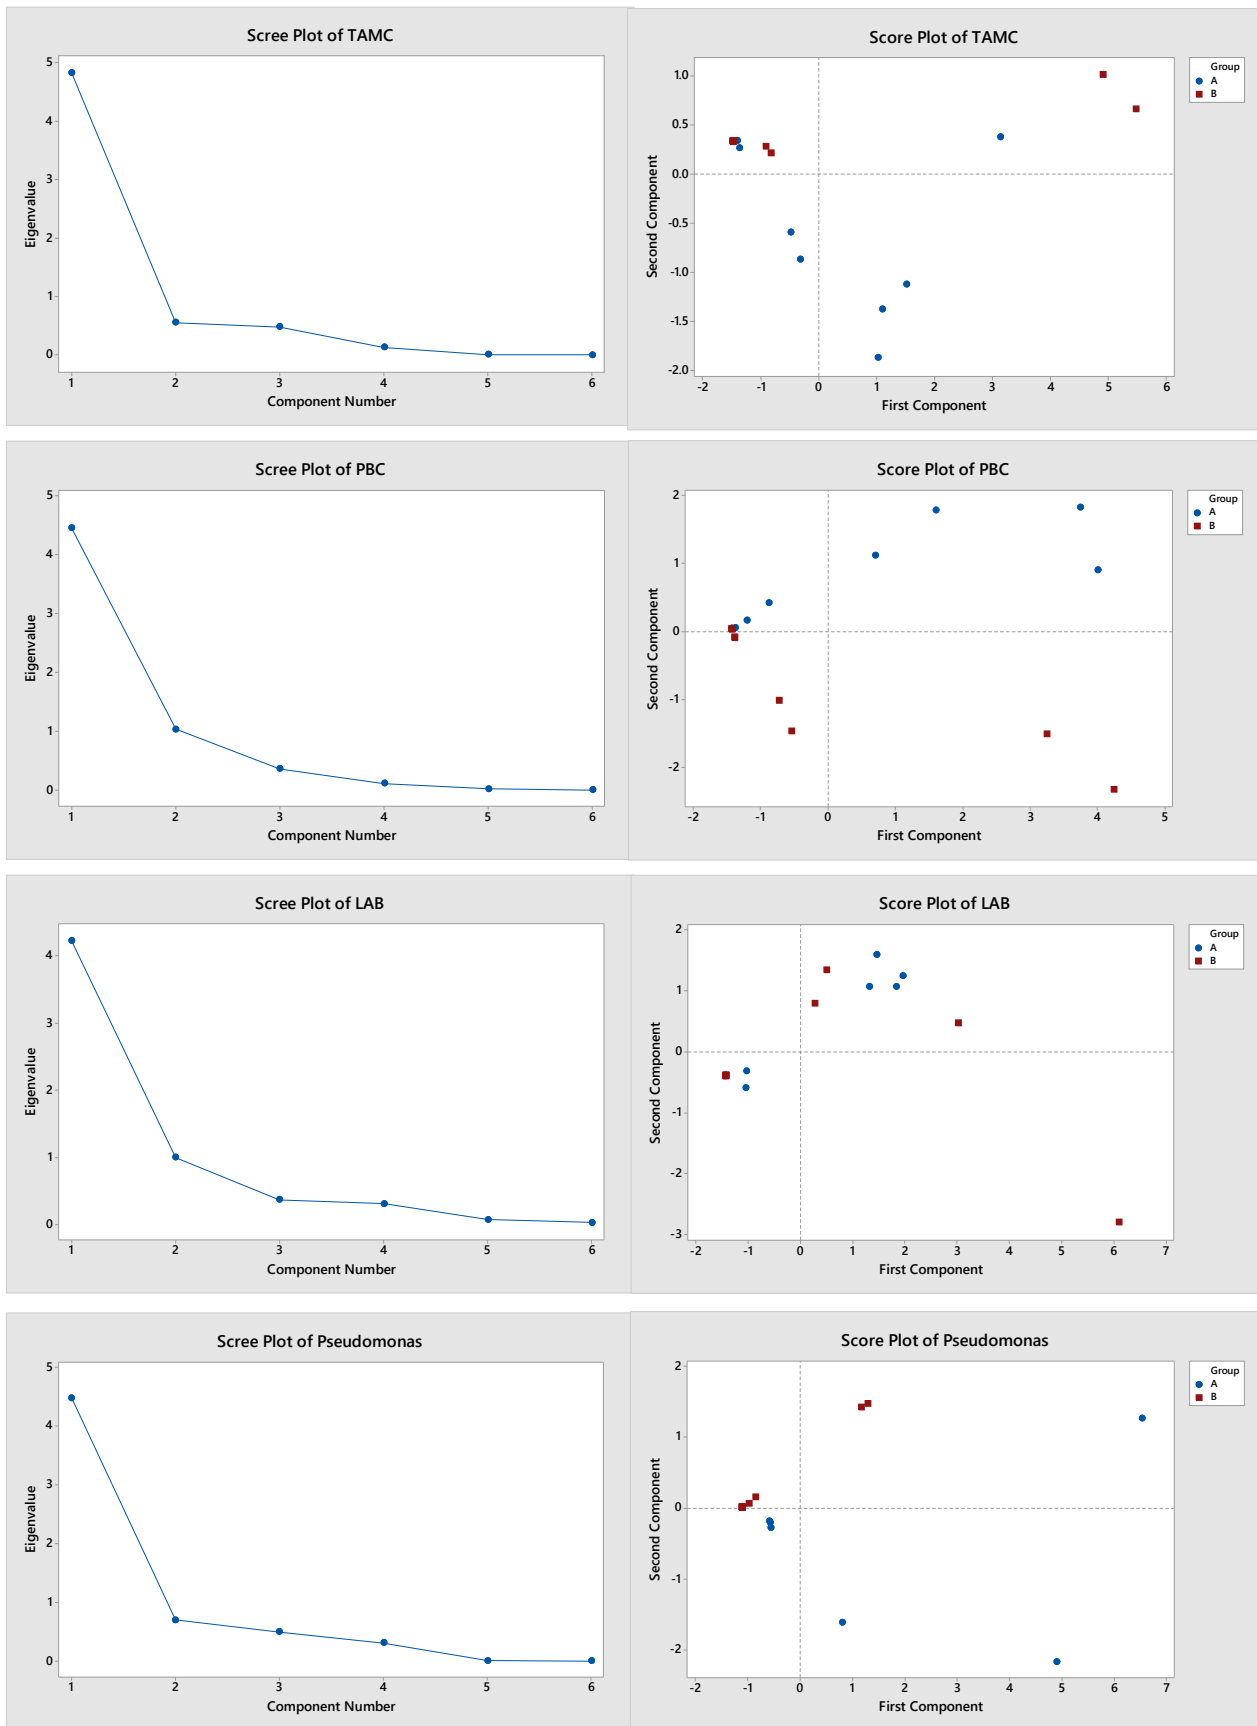 Scree Plot of TAMC
5
4
3
2
1
0
Eigenvalue
1 2 3 4 5 6
Component Number
Score Plot of TAMC
1.0
0.5
0.0
-0.5
-1.0
-1.5
-2.0
Second Component
-2 -1 0 1 2 3 4 5 6
First Component
Group
A
B
Scree Plot of PBC
5
4
3
2
1
0
Eigenvalue
1 2 3 4 5 6
Component Number
Score Plot of PBC
2
1
0
-1
-2
Second Component
-2 -1 0 1 2 3 4 5
First Component
Group
A
B
Scree Plot of LAB
4
3
2
1
0
Eigenvalue
1 2 3 4 5 6
Component Number
Score Plot of LAB
2
1
0
-1
-2
-3
Second Component
-2 -1 0 1 2 3 4 5 6 7
First Component
Group
A
B
Scree Plot of Pseudomonas
5
4
3
2
1
0
Eigenvalue
1 2 3 4 5 6
Component Number
Score Plot of Pseudomonas
2
1
0
-1
-2
Second Component
-2 -1 0 1 2 3 4 5 6 7
First Component
Group
A
B